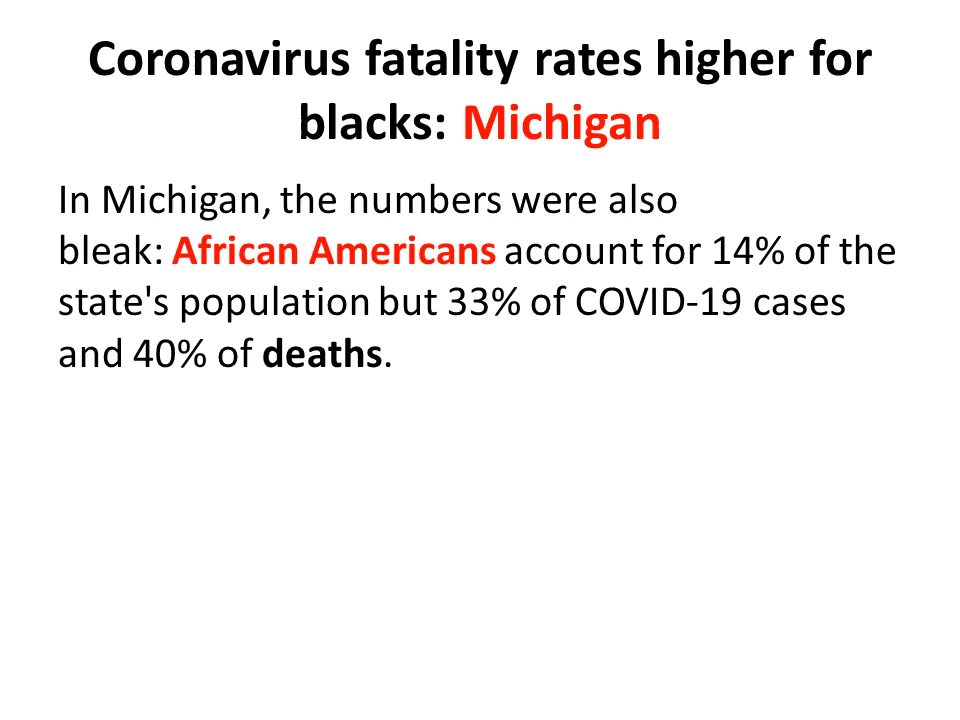 Coronavirus fatality rates higher for
blacks: Michigan
In Michigan, the numbers were also
bleak: African Americans account for 14% of the
state's population but 33% of COVID-19 cases
and 40% of deaths.